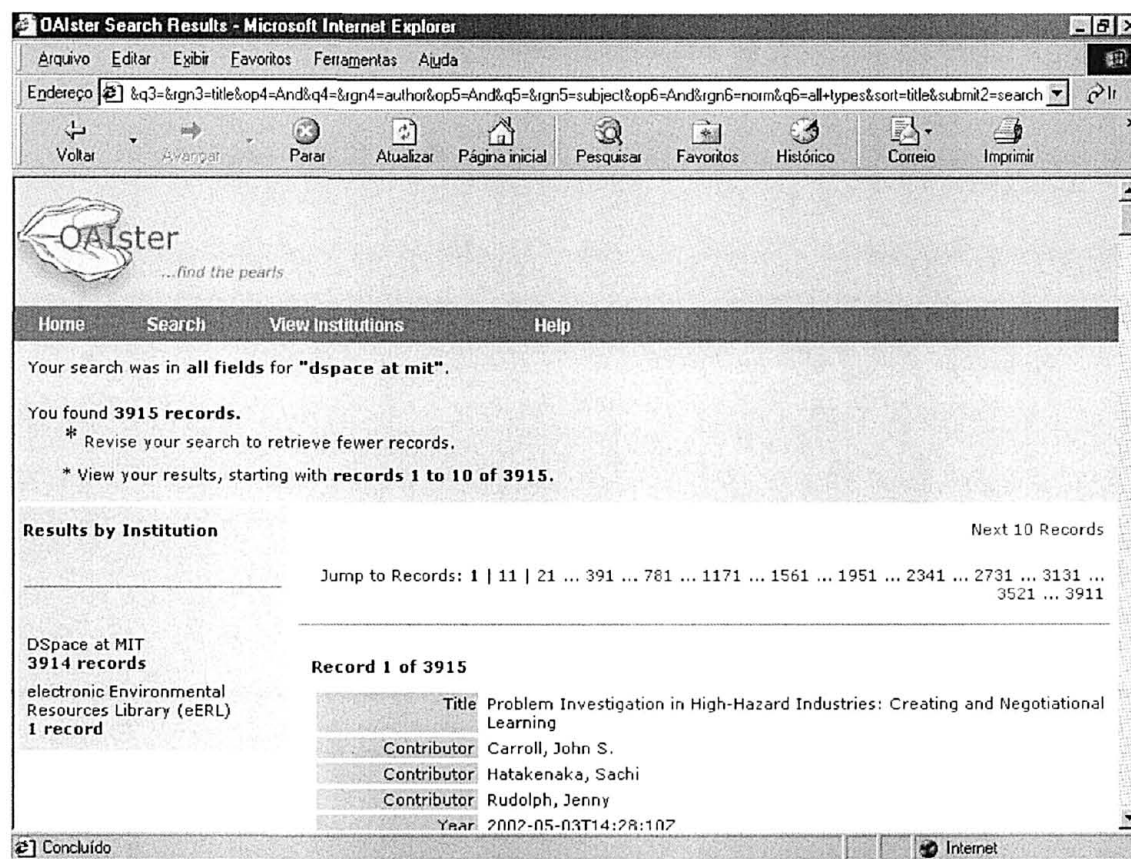 OAIster Search Results - Microsoft Internet Explorer
Arquivo Editar Exibir Favoritos Ferramentas Ajuda
Endereço &q3=&rgn3=title&op4=And&q4=&rgn4=author&op5=And&q5=&rgn5=subject&op6=And&rgn6=norm&q6=all+types&sort=title&submit2=search Ir
Voltar Avançar Parar Atualizar Página inicial Pesquisar Favoritos Histórico Correio Imprimir
OAIster
...find the pearls
Home Search View Institutions Help
Your search was in all fields for "dspace at mit".
You found 3915 records.
* Revise your search to retrieve fewer records.
* View your results, starting with records 1 to 10 of 3915.
Results by Institution
DSpace at MIT
3914 records
electronic Environmental
Resources Library (eERL)
1 record
Next 10 Records
Jump to Records: 1 | 11 | 21 ... 391 ... 781 ... 1171 ... 1561 ... 1951 ... 2341 ... 2731 ... 3131 ...
3521 ... 3911
Record 1 of 3915
Title Problem Investigation in High-Hazard Industries: Creating and Negotiational
Learning
Contributor Carroll, John S.
Contributor Hatakenaka, Sachi
Contributor Rudolph, Jenny
Year 2002-05-03T14:28:10Z
Concluído Internet